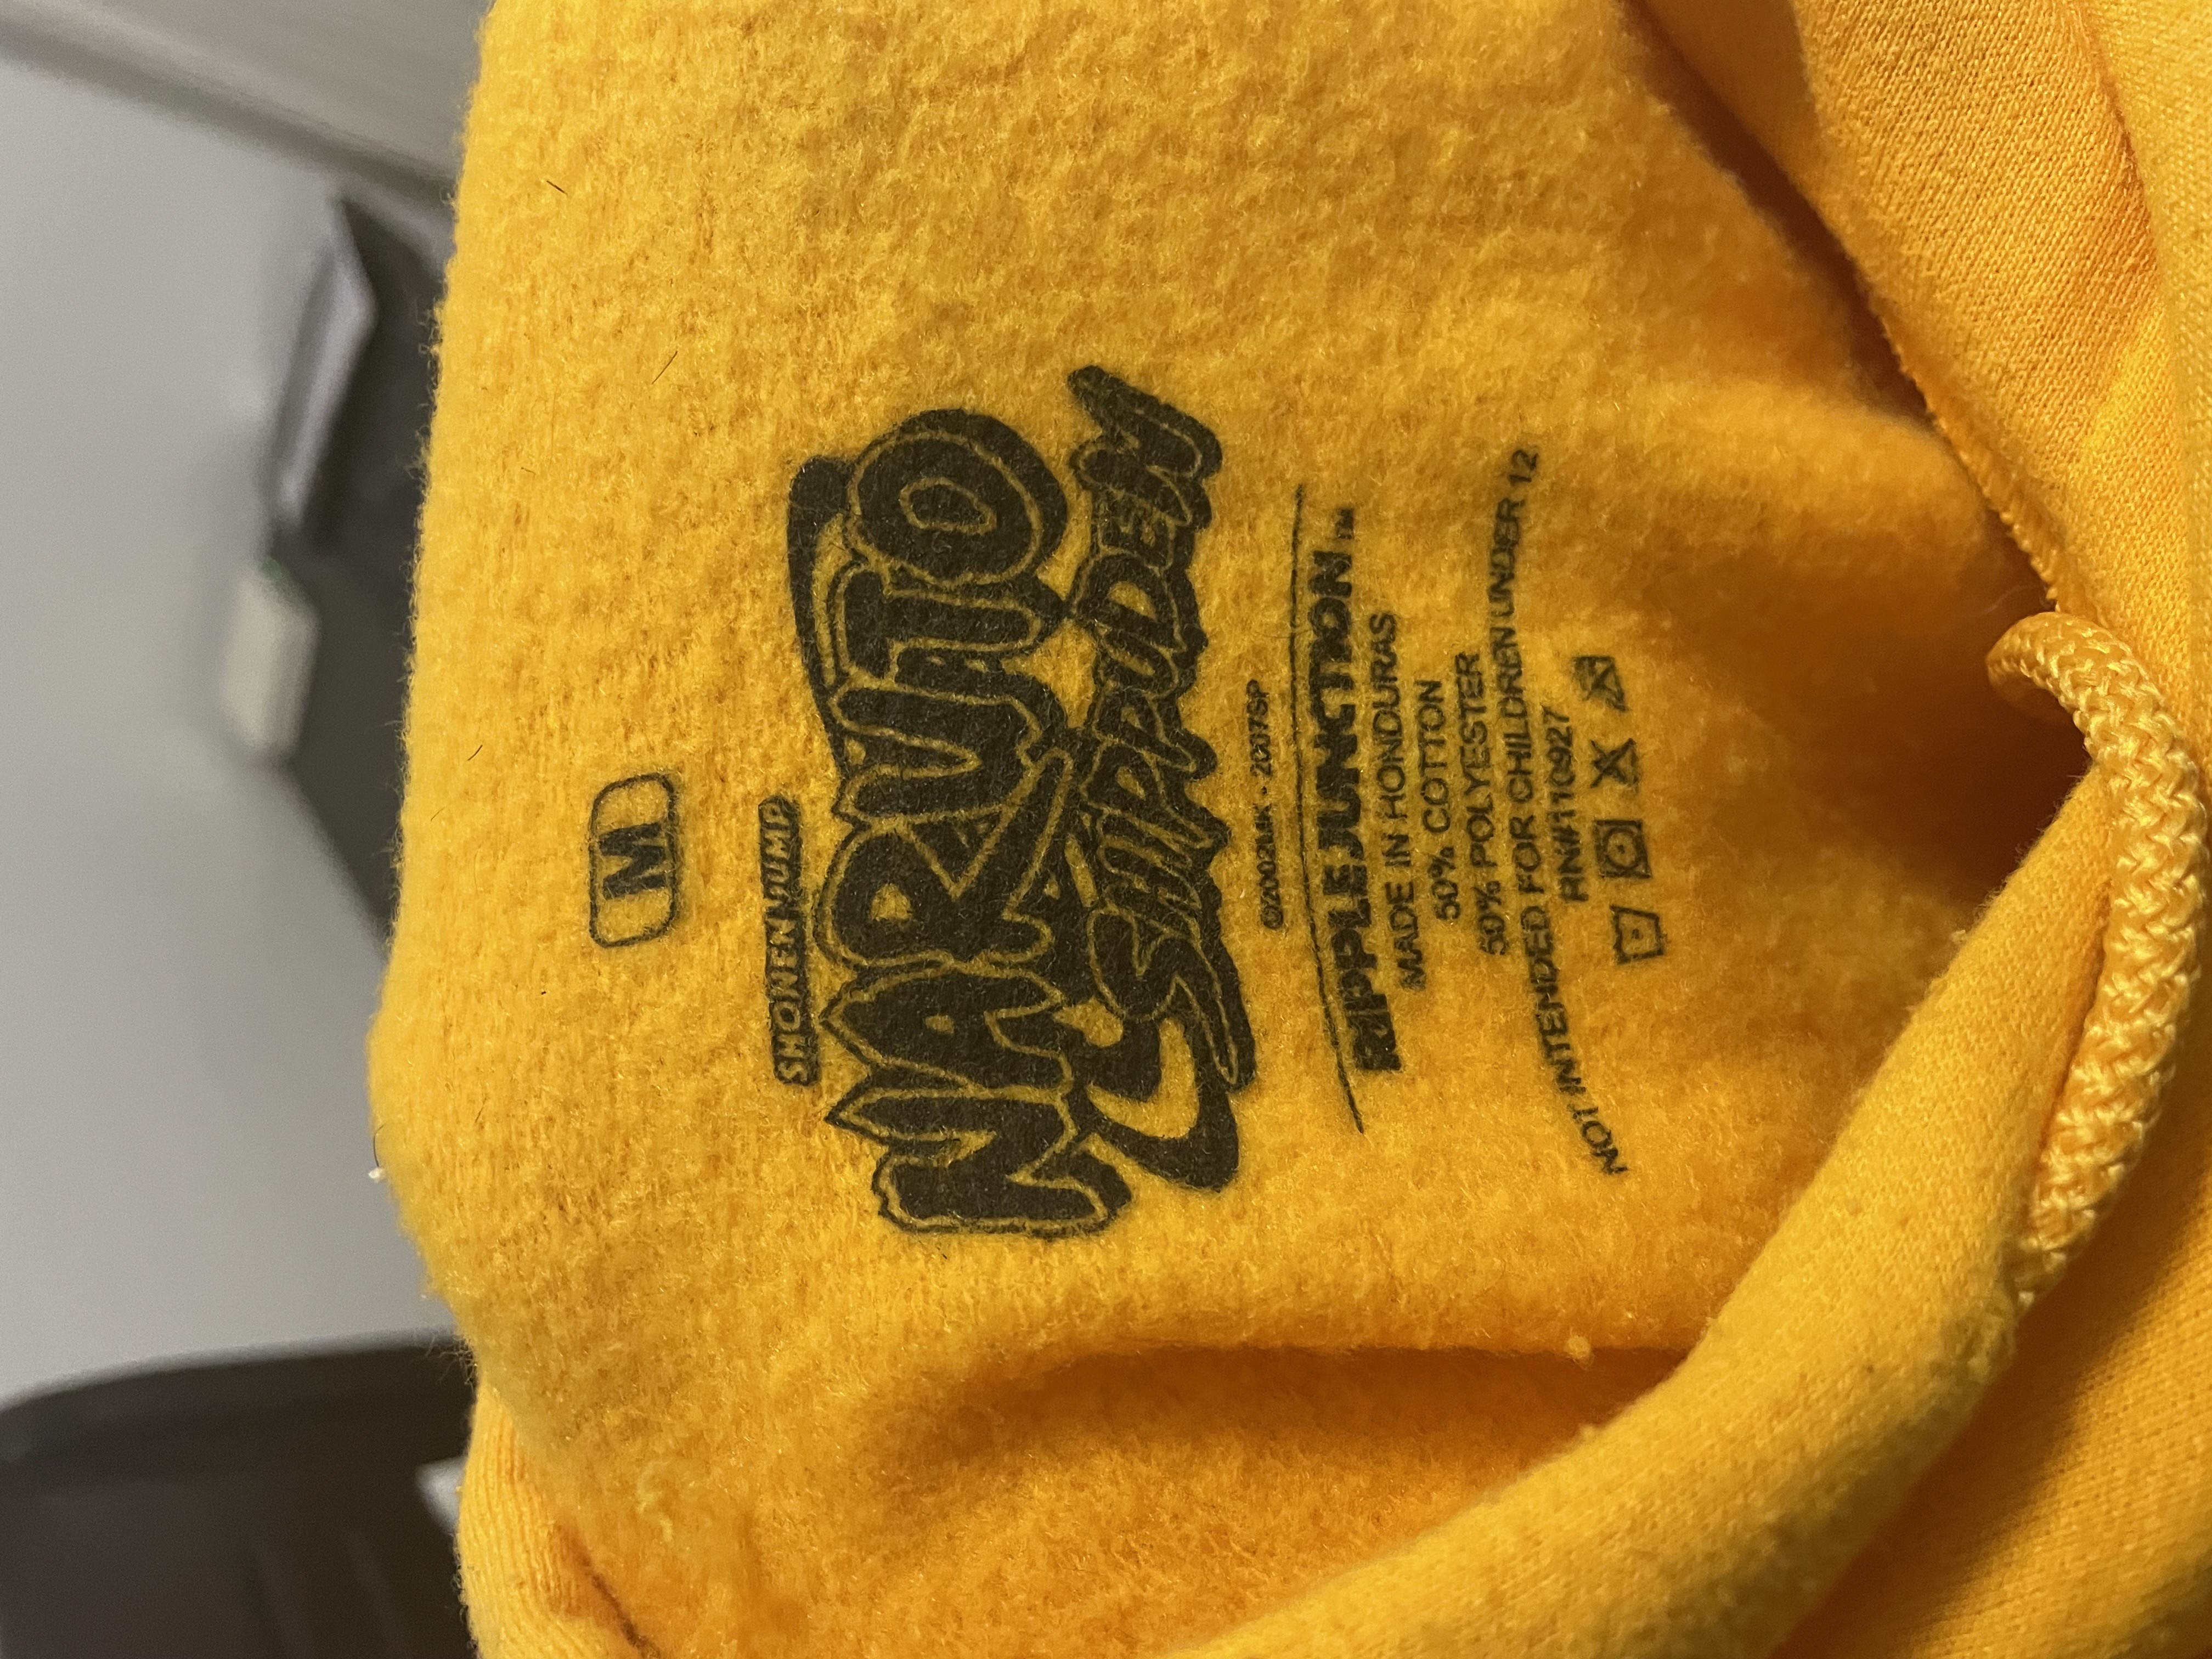 M
SHONEN JUMP
NARUTO
SHIPPUDEN
©2002MK • 2007SP
RIPPLE JUNCTION™
MADE IN HONDURAS
50% COTTON
50% POLYESTER
NOT INTENDED FOR CHILDREN UNDER 12
RN#110927